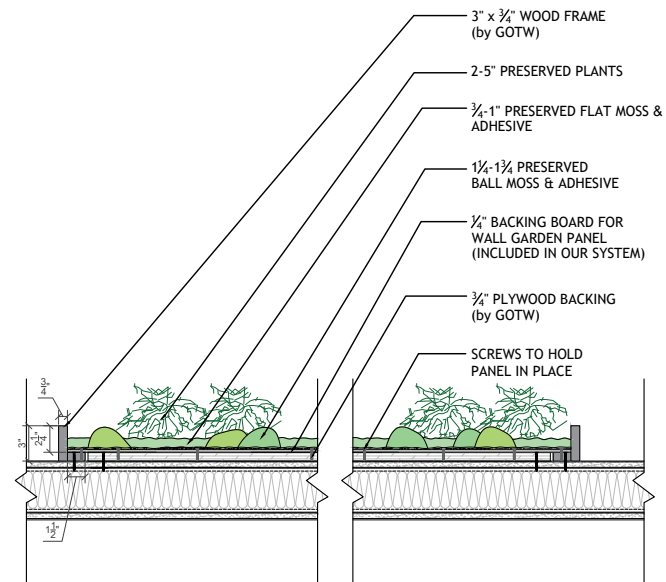 3" x ¾" WOOD FRAME
(by GOTW)
2-5" PRESERVED PLANTS
¾-1" PRESERVED FLAT MOSS &
ADHESIVE
1¼-1¾ PRESERVED
BALL MOSS & ADHESIVE
¼" BACKING BOARD FOR
WALL GARDEN PANEL
(INCLUDED IN OUR SYSTEM)
¾" PLYWOOD BACKING
(by GOTW)
SCREWS TO HOLD
PANEL IN PLACE
¾"
3"
2¼"
1½"